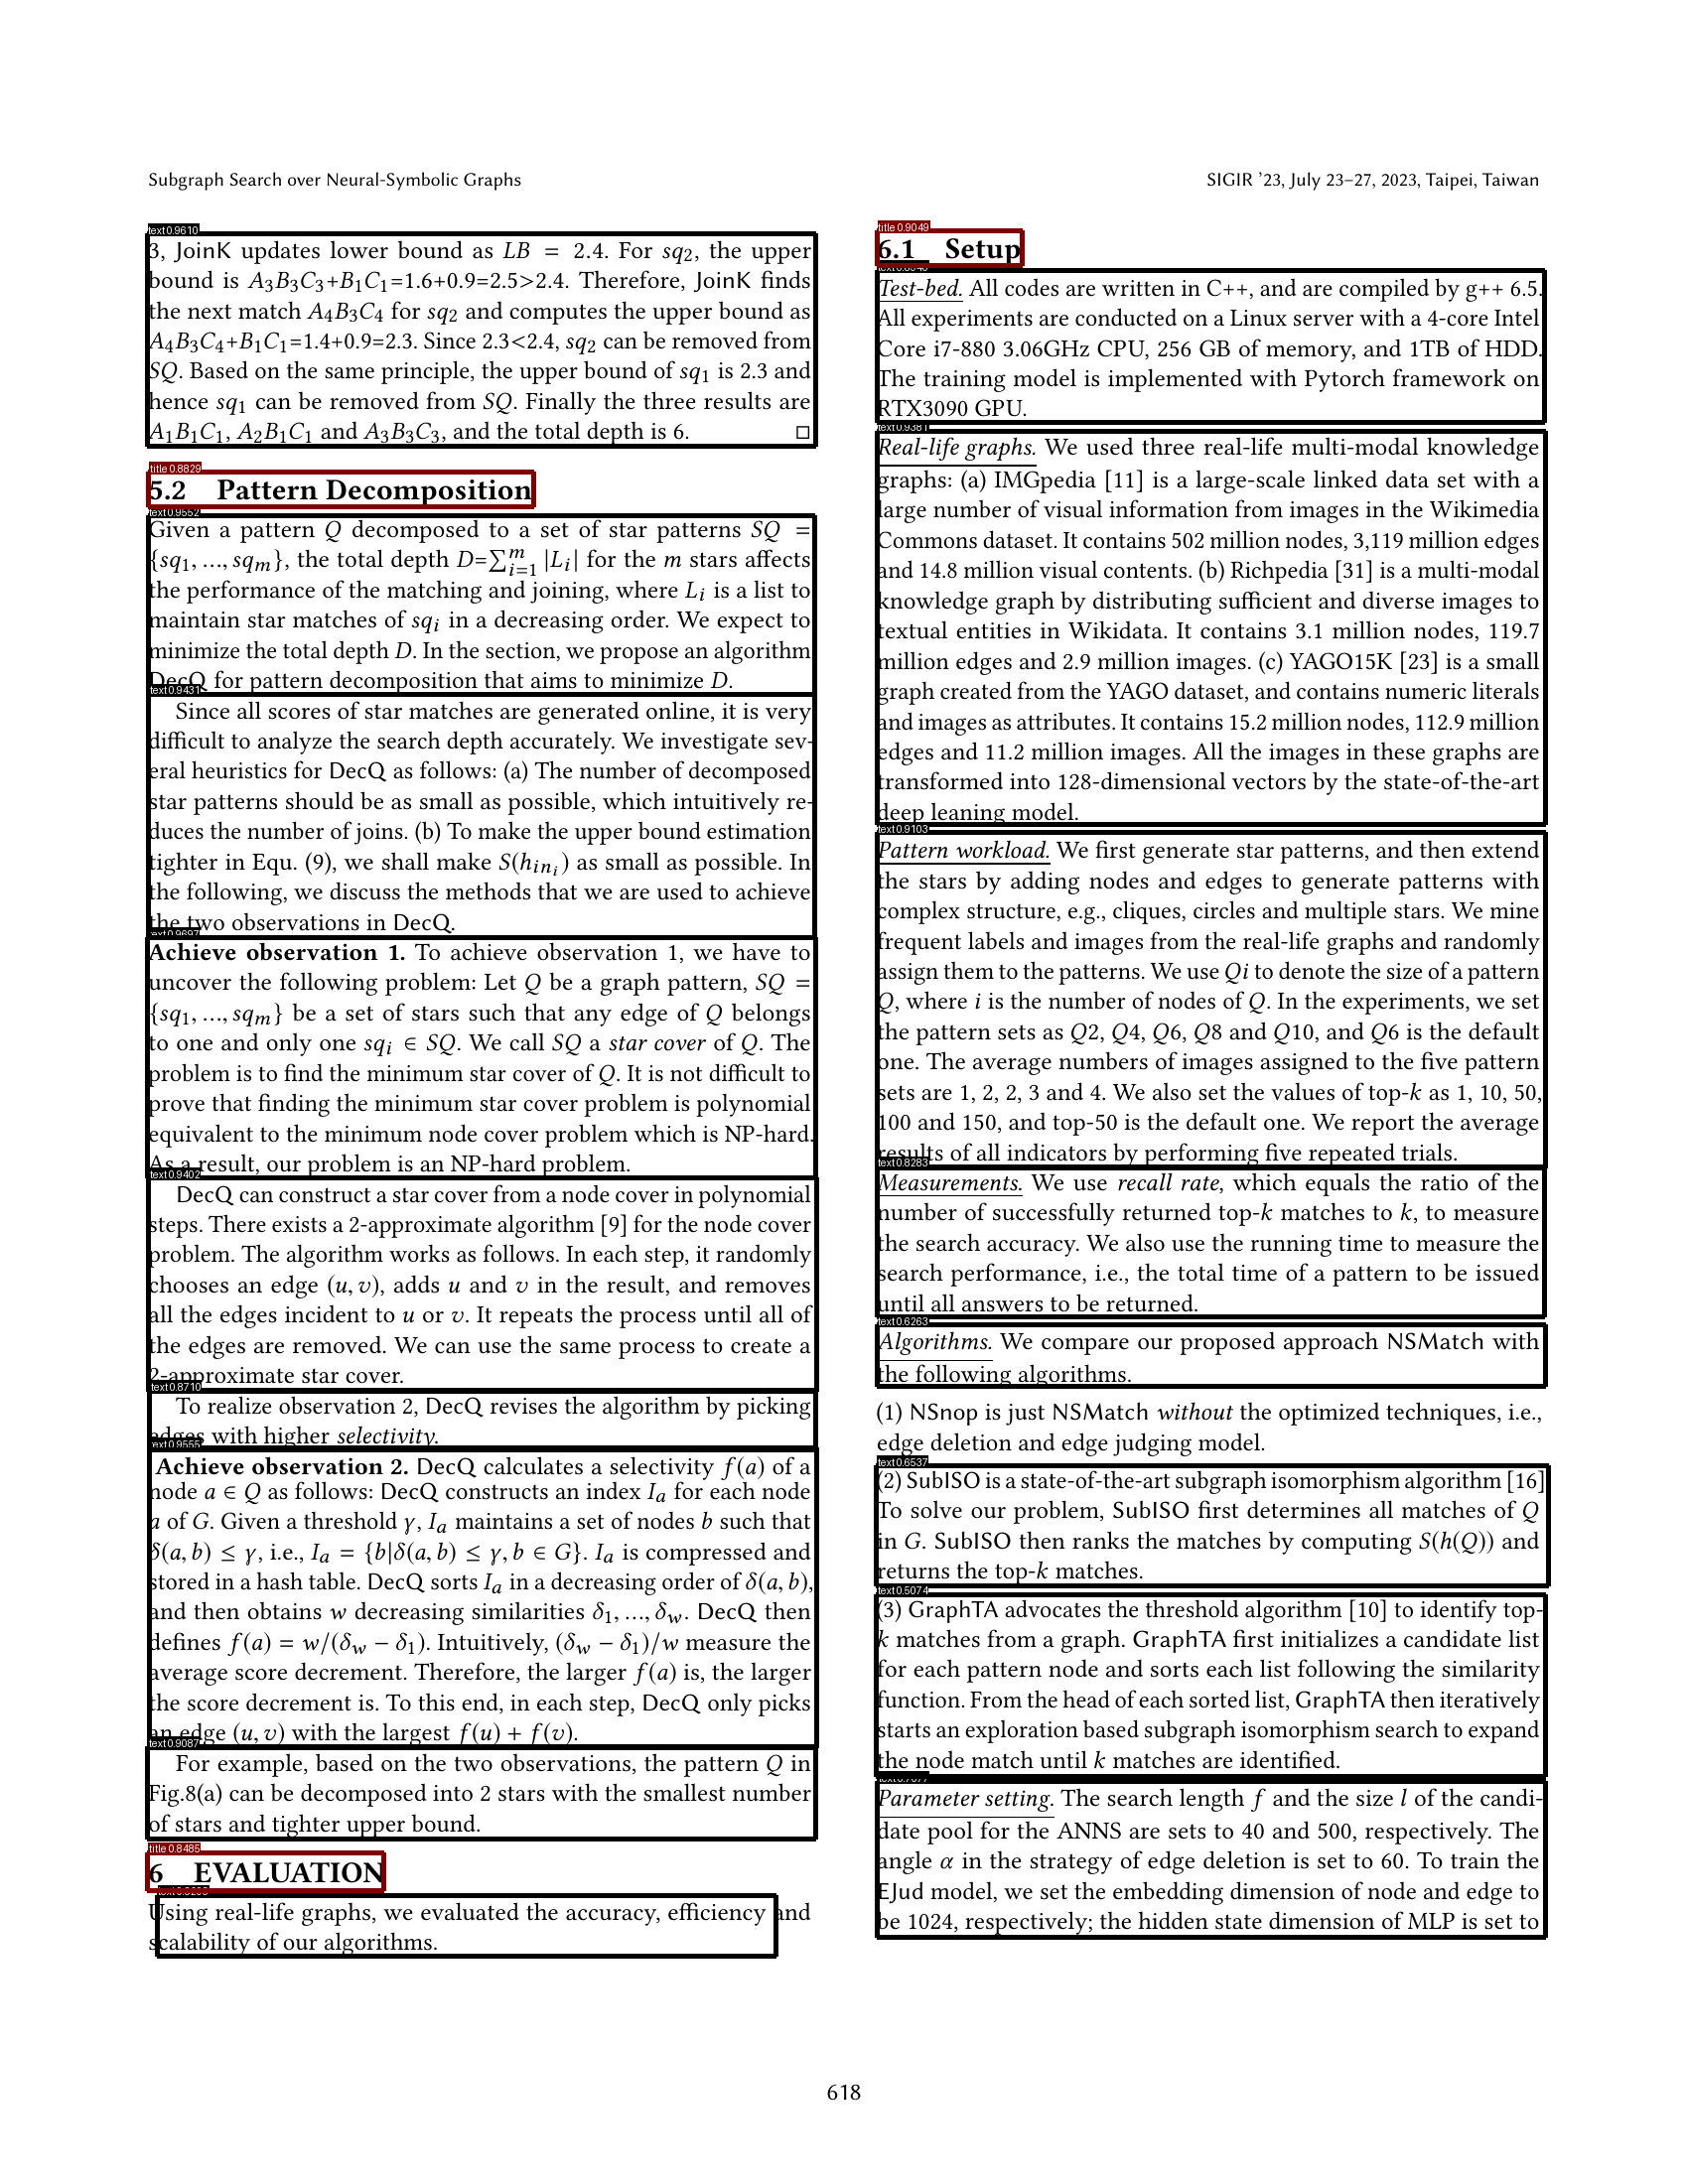 Subgraph Search over Neural-Symbolic Graphs
SIGIR ’23, July 23–27, 2023, Taipei, Taiwan
text0.9610
3, JoinK updates lower bound as LB = 2.4. For sq2, the upper
bound is A3B3C3+B1C1=1.6+0.9=2.5>2.4. Therefore, JoinK finds
the next match A4B3C4 for sq2 and computes the upper bound as
A4B3C4+B1C1=1.4+0.9=2.3. Since 2.3<2.4, sq2 can be removed from
SQ. Based on the same principle, the upper bound of sq1 is 2.3 and
hence sq1 can be removed from SQ. Finally the three results are
A1B1C1, A2B1C1 and A3B3C3, and the total depth is 6. □
title 0.8829
5.2 Pattern Decomposition
text0.9552
Given a pattern Q decomposed to a set of star patterns SQ =
{sq1, ..., sqm}, the total depth D=∑_{i=1}^{m} |Li| for the m stars affects
the performance of the matching and joining, where Li is a list to
maintain star matches of sqi in a decreasing order. We expect to
minimize the total depth D. In the section, we propose an algorithm
DecQ for pattern decomposition that aims to minimize D.
text0.9431
Since all scores of star matches are generated online, it is very
difficult to analyze the search depth accurately. We investigate sev-
eral heuristics for DecQ as follows: (a) The number of decomposed
star patterns should be as small as possible, which intuitively re-
duces the number of joins. (b) To make the upper bound estimation
tighter in Equ. (9), we shall make S(hini) as small as possible. In
the following, we discuss the methods that we are used to achieve
the two observations in DecQ.
text0.9697
Achieve observation 1. To achieve observation 1, we have to
uncover the following problem: Let Q be a graph pattern, SQ =
{sq1, ..., sqm} be a set of stars such that any edge of Q belongs
to one and only one sqi ∈ SQ. We call SQ a star cover of Q. The
problem is to find the minimum star cover of Q. It is not difficult to
prove that finding the minimum star cover problem is polynomial
equivalent to the minimum node cover problem which is NP-hard.
As a result, our problem is an NP-hard problem.
text0.9402
DecQ can construct a star cover from a node cover in polynomial
steps. There exists a 2-approximate algorithm [9] for the node cover
problem. The algorithm works as follows. In each step, it randomly
chooses an edge (u, v), adds u and v in the result, and removes
all the edges incident to u or v. It repeats the process until all of
the edges are removed. We can use the same process to create a
2-approximate star cover.
text0.8710
To realize observation 2, DecQ revises the algorithm by picking
edges with higher selectivity.
text0.9555
Achieve observation 2. DecQ calculates a selectivity f(a) of a
node a ∈ Q as follows: DecQ constructs an index Ia for each node
a of G. Given a threshold γ, Ia maintains a set of nodes b such that
δ(a, b) ≤ γ, i.e., Ia = {b|δ(a, b) ≤ γ, b ∈ G}. Ia is compressed and
stored in a hash table. DecQ sorts Ia in a decreasing order of δ(a, b),
and then obtains w decreasing similarities δ1, ..., δw. DecQ then
defines f(a) = w/(δw − δ1). Intuitively, (δw − δ1)/w measure the
average score decrement. Therefore, the larger f(a) is, the larger
the score decrement is. To this end, in each step, DecQ only picks
an edge (u, v) with the largest f(u) + f(v).
text0.9087
For example, based on the two observations, the pattern Q in
Fig.8(a) can be decomposed into 2 stars with the smallest number
of stars and tighter upper bound.
title 0.8485
6 EVALUATION
Using real-life graphs, we evaluated the accuracy, efficiency and
scalability of our algorithms.
title 0.9049
6.1 Setup
Test-bed. All codes are written in C++, and are compiled by g++ 6.5.
All experiments are conducted on a Linux server with a 4-core Intel
Core i7-880 3.06GHz CPU, 256 GB of memory, and 1TB of HDD.
The training model is implemented with Pytorch framework on
RTX3090 GPU.
text0.9381
Real-life graphs. We used three real-life multi-modal knowledge
graphs: (a) IMGpedia [11] is a large-scale linked data set with a
large number of visual information from images in the Wikimedia
Commons dataset. It contains 502 million nodes, 3,119 million edges
and 14.8 million visual contents. (b) Richpedia [31] is a multi-modal
knowledge graph by distributing sufficient and diverse images to
textual entities in Wikidata. It contains 3.1 million nodes, 119.7
million edges and 2.9 million images. (c) YAGO15K [23] is a small
graph created from the YAGO dataset, and contains numeric literals
and images as attributes. It contains 15.2 million nodes, 112.9 million
edges and 11.2 million images. All the images in these graphs are
transformed into 128-dimensional vectors by the state-of-the-art
deep leaning model.
text0.9103
Pattern workload. We first generate star patterns, and then extend
the stars by adding nodes and edges to generate patterns with
complex structure, e.g., cliques, circles and multiple stars. We mine
frequent labels and images from the real-life graphs and randomly
assign them to the patterns. We use Qi to denote the size of a pattern
Q, where i is the number of nodes of Q. In the experiments, we set
the pattern sets as Q2, Q4, Q6, Q8 and Q10, and Q6 is the default
one. The average numbers of images assigned to the five pattern
sets are 1, 2, 2, 3 and 4. We also set the values of top-k as 1, 10, 50,
100 and 150, and top-50 is the default one. We report the average
results of all indicators by performing five repeated trials.
text0.8283
Measurements. We use recall rate, which equals the ratio of the
number of successfully returned top-k matches to k, to measure
the search accuracy. We also use the running time to measure the
search performance, i.e., the total time of a pattern to be issued
until all answers to be returned.
text0.6263
Algorithms. We compare our proposed approach NSMatch with
the following algorithms.
(1) NSnop is just NSMatch without the optimized techniques, i.e.,
edge deletion and edge judging model.
text0.6537
(2) SubISO is a state-of-the-art subgraph isomorphism algorithm [16]
To solve our problem, SubISO first determines all matches of Q
in G. SubISO then ranks the matches by computing S(h(Q)) and
returns the top-k matches.
text0.5074
(3) GraphTA advocates the threshold algorithm [10] to identify top-
k matches from a graph. GraphTA first initializes a candidate list
for each pattern node and sorts each list following the similarity
function. From the head of each sorted list, GraphTA then iteratively
starts an exploration based subgraph isomorphism search to expand
the node match until k matches are identified.
Parameter setting. The search length f and the size l of the candi-
date pool for the ANNS are sets to 40 and 500, respectively. The
angle α in the strategy of edge deletion is set to 60. To train the
EJud model, we set the embedding dimension of node and edge to
be 1024, respectively; the hidden state dimension of MLP is set to
618